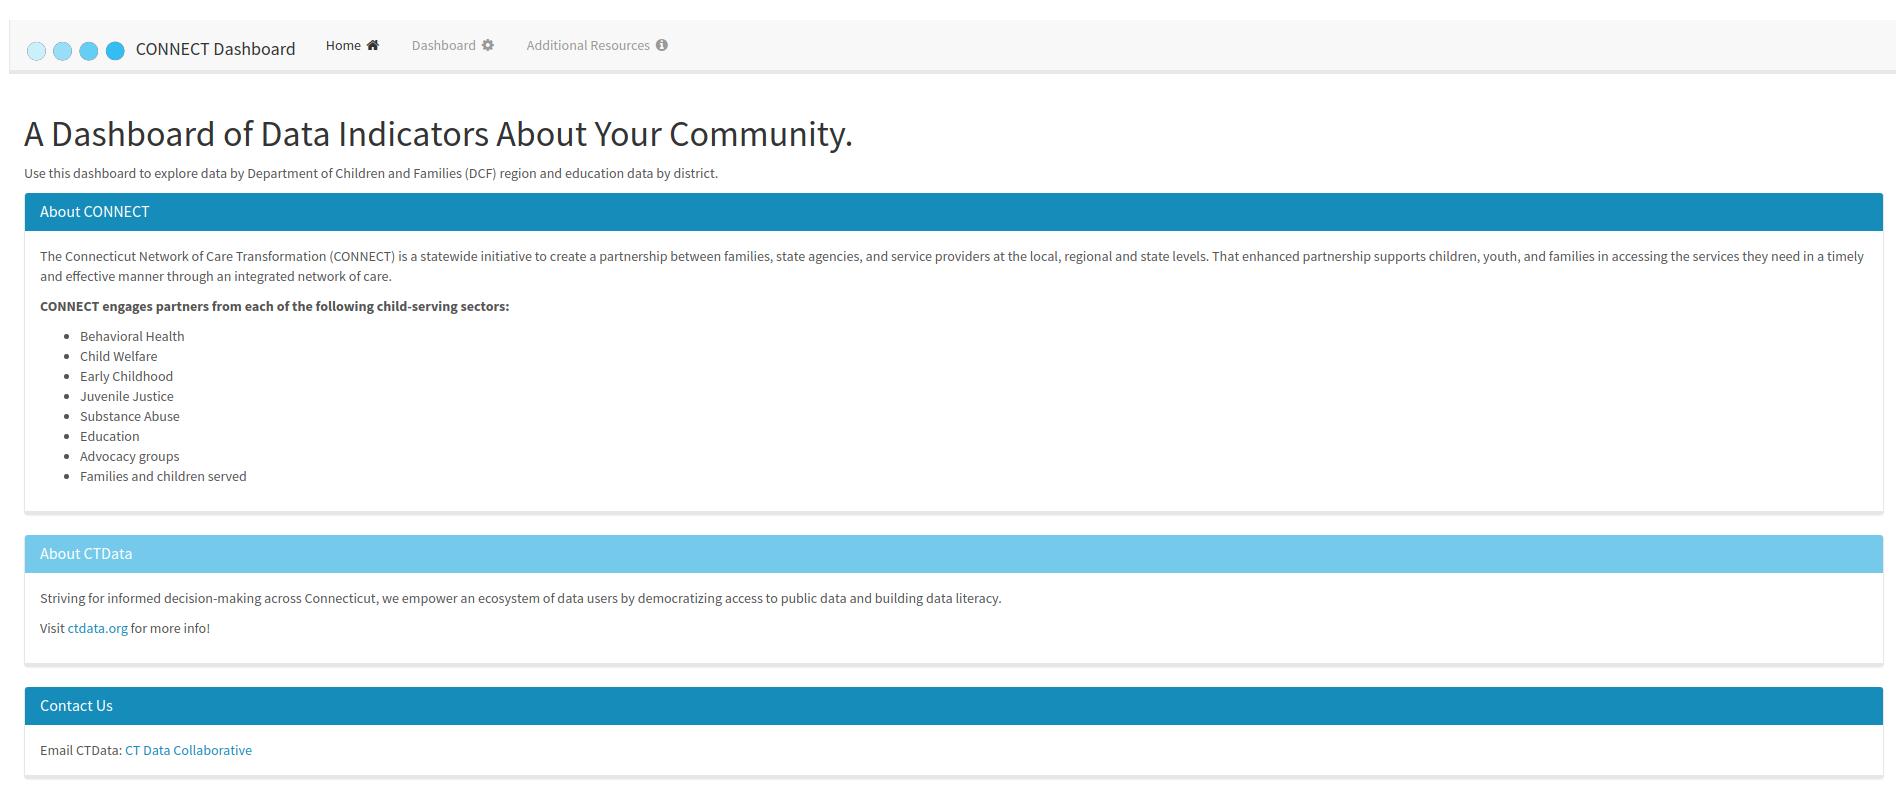 CONNECT Dashboard Home Dashboard Additional Resources
A Dashboard of Data Indicators About Your Community.
Use this dashboard to explore data by Department of Children and Families (DCF) region and education data by district.
About CONNECT
The Connecticut Network of Care Transformation (CONNECT) is a statewide initiative to create a partnership between families, state agencies, and service providers at the local, regional and state levels. That enhanced partnership supports children, youth, and families in accessing the services they need in a timely
and effective manner through an integrated network of care.
CONNECT engages partners from each of the following child-serving sectors:
Behavioral Health
Child Welfare
Early Childhood
Juvenile Justice
Substance Abuse
Education
Advocacy groups
Families and children served
About CTData
Striving for informed decision-making across Connecticut, we empower an ecosystem of data users by democratizing access to public data and building data literacy.
Visit ctdata.org for more info!
Contact Us
Email CTData: CT Data Collaborative